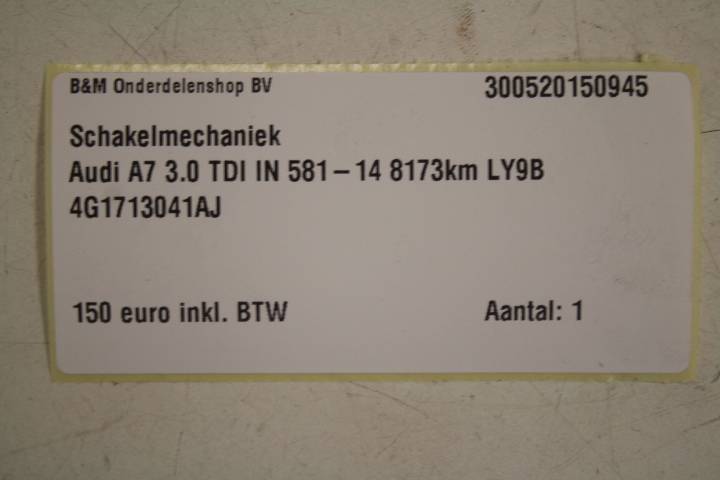 B&M Onderdelenshop BV 300520150945
Schakelmechaniek
Audi A7 3.0 TDI IN 581-14 8173km LY9B
4G1713041AJ
150 euro inkl. BTW Aantal: 1